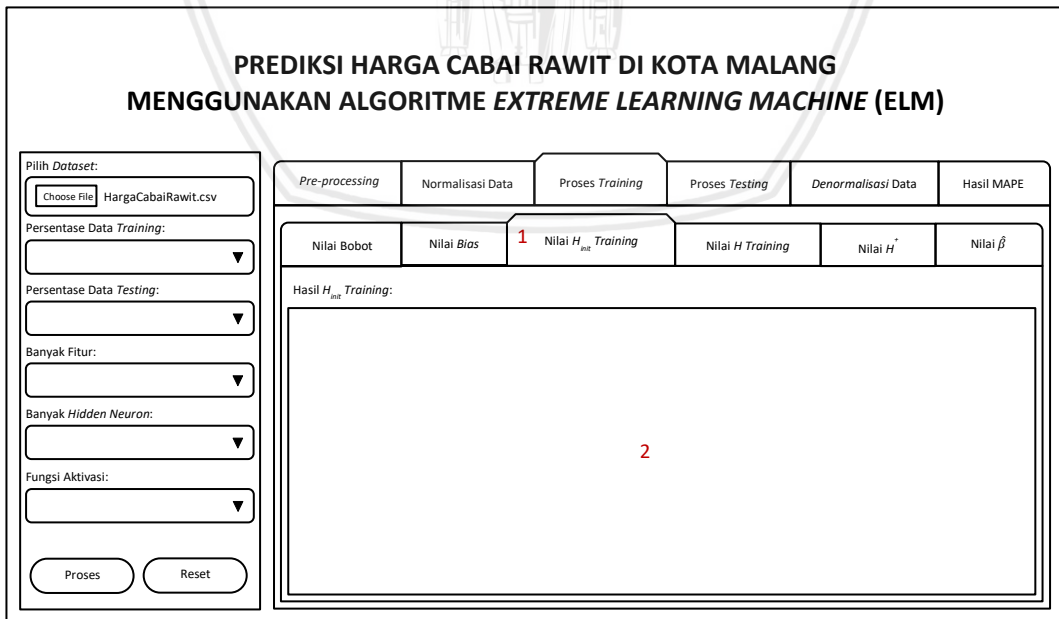 PREDIKSI HARGA CABAI RAWIT DI KOTA MALANG
MENGGUNAKAN ALGORITME EXTREME LEARNING MACHINE (ELM)
Pilih Dataset:
Choose File HargaCabaiRawit.csv
Persentase Data Training:
▼
Persentase Data Testing:
▼
Banyak Fitur:
▼
Banyak Hidden Neuron:
▼
Fungsi Aktivasi:
▼
Proses Reset
Pre-processing Normalisasi Data Proses Training Proses Testing Denormalisasi Data Hasil MAPE
Nilai Bobot Nilai Bias 1 Nilai H_init Training Nilai H Training Nilai H⁺ Nilai β̂
Hasil H_init Training:
2